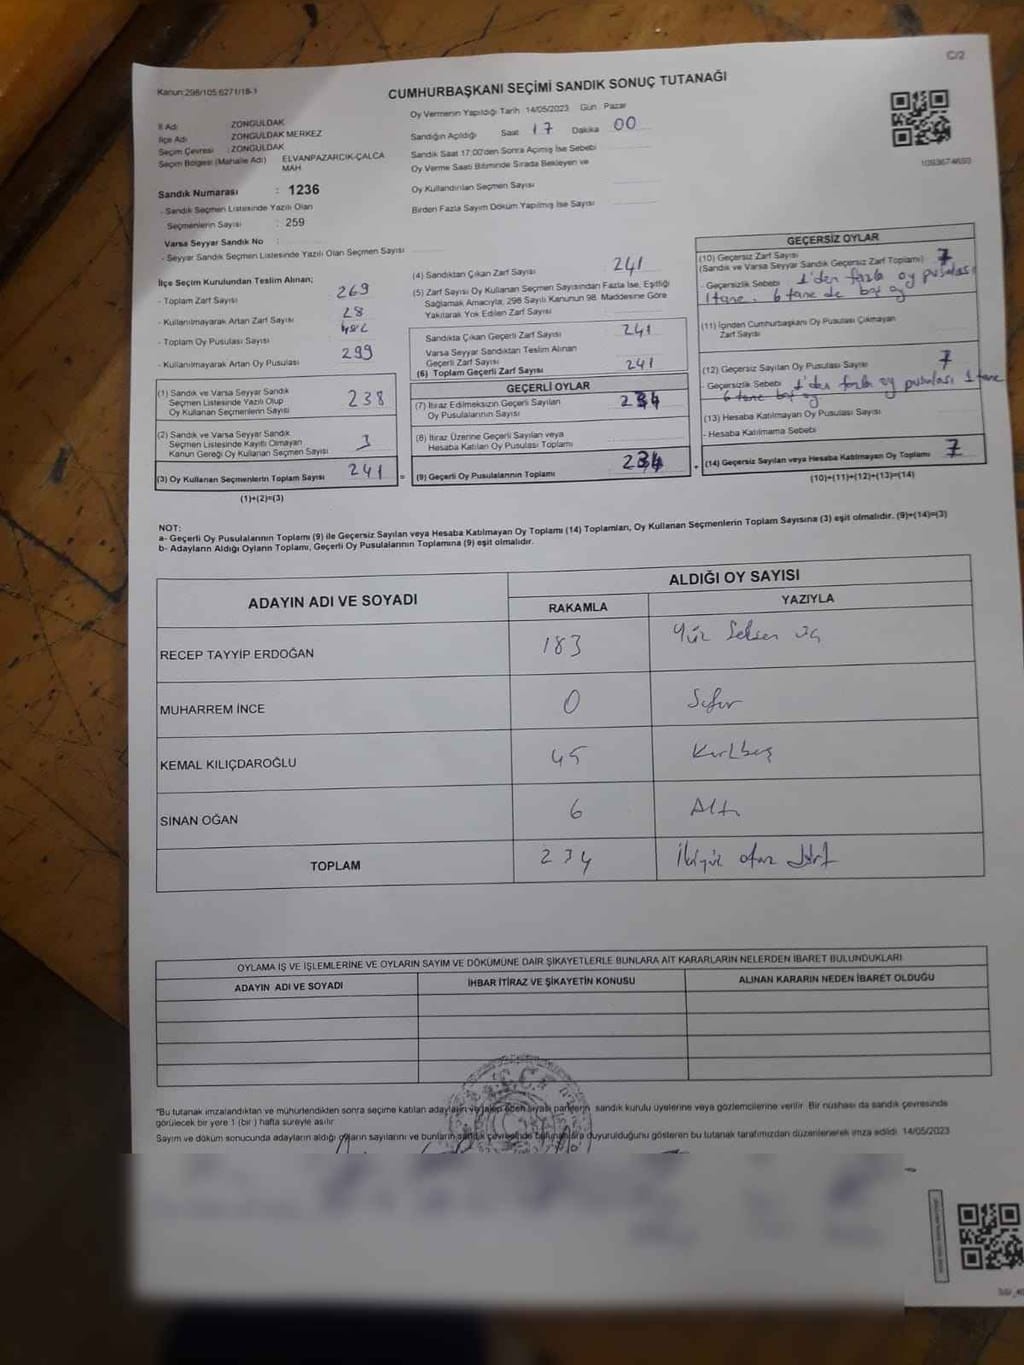 C/2
Kanun:298/105 6271/18-1
CUMHURBAŞKANI SEÇİMİ SANDIK SONUÇ TUTANAĞI
Oy Vermenin Yapıldığı Tarih 14/05/2023 Gün : Pazar
İl Adı : ZONGULDAK
İlçe Adı : ZONGULDAK MERKEZ
Seçim Çevresi : ZONGULDAK
Seçim Bölgesi (Mahalle Adı) ELVANPAZARCIK-ÇALCA MAH
Sandığın Açıldığı Saat 17 Dakika 00
Sandık Saat 17:00'den Sonra Açılmış İse Sebebi
Oy Verme Saati Bitiminde Sırada Bekleyen ve
Oy Kullandırılan Seçmen Sayısı
Birden Fazla Sayım Döküm Yapılmış İse Sayısı
1093674693
Sandık Numarası : 1236
- Sandık Seçmen Listesinde Yazılı Olan
Seçmenlerin Sayısı : 259
Varsa Seyyar Sandık No :
- Seyyar Sandık Seçmen Listesinde Yazılı Olan Seçmen Sayısı
İlçe Seçim Kurulundan Teslim Alınan;
- Toplam Zarf Sayısı 269
- Kullanılmayarak Artan Zarf Sayısı 28
- Toplam Oy Pusulası Sayısı
- Kullanılmayarak Artan Oy Pusulası 299
(1) Sandık ve Varsa Seyyar Sandık
Seçmen Listesinde Yazılı Olup
Oy Kullanan Seçmenlerin Sayısı 238
(2) Sandık ve Varsa Seyyar Sandık
Seçmen Listesinde Kayıtlı Olmayan
Kanun Gereği Oy Kullanan Seçmen Sayısı 3
(3) Oy Kullanan Seçmenlerin Toplam Sayısı 241 =
(1)+(2)=(3)
(4) Sandıktan Çıkan Zarf Sayısı 241
(5) Zarf Sayısı Oy Kullanan Seçmen Sayısından Fazla İse, Eşitliği
Sağlamak Amacıyla, 298 Sayılı Kanunun 98. Maddesine Göre
Yakılarak Yok Edilen Zarf Sayısı
Sandıkta Çıkan Geçerli Zarf Sayısı 241
Varsa Seyyar Sandıktan Teslim Alınan
Geçerli Zarf Sayısı
(6) Toplam Geçerli Zarf Sayısı 241
GEÇERLİ OYLAR
(7) İtiraz Edilmeksizin Geçerli Sayılan
Oy Pusulalarının Sayısı 234
(8) İtiraz Üzerine Geçerli Sayılan veya
Hesaba Katılan Oy Pusulası Toplamı
(9) Geçerli Oy Pusulalarının Toplamı 234
GEÇERSİZ OYLAR
(10) Geçersiz Zarf Sayısı 7
(Sandık ve Varsa Seyyar Sandık Geçersiz Zarf Toplamı)
- Geçersizlik Sebebi 1'den fazla oy pusulası
1 tane. 6 tane de boş oy
(11) İçinden Cumhurbaşkanı Oy Pusulası Çıkmayan
Zarf Sayısı
(12) Geçersiz Sayılan Oy Pusulası Sayısı 7
- Geçersizlik Sebebi 1'den fazla oy pusulası 1 tane
6 tane boş oy
(13) Hesaba Katılmayan Oy Pusulası Sayısı
- Hesaba Katılmama Sebebi
(14) Geçersiz Sayılan veya Hesaba Katılmayan Oy Toplamı 7
(10)+(11)+(12)+(13)=(14)
NOT:
a- Geçerli Oy Pusulalarının Toplamı (9) ile Geçersiz Sayılan veya Hesaba Katılmayan Oy Toplamı (14) Toplamları, Oy Kullanan Seçmenlerin Toplam Sayısına (3) eşit olmalıdır. (9)+(14)=(3)
b- Adayların Aldığı Oyların Toplamı, Geçerli Oy Pusulalarının Toplamına (9) eşit olmalıdır.
ADAYIN ADI VE SOYADI
ALDIĞI OY SAYISI
RAKAMLA YAZIYLA
RECEP TAYYİP ERDOĞAN 183 Yüz Seksen üç
MUHARREM İNCE 0 Sıfır
KEMAL KILIÇDAROĞLU 45 Kırkbeş
SİNAN OĞAN 6 Altı
TOPLAM 234 İkiyüz otuz dört
OYLAMA İŞ VE İŞLEMLERİNE VE OYLARIN SAYIM VE DÖKÜMÜNE DAİR ŞİKAYETLERLE BUNLARA AİT KARARLARIN NELERDEN İBARET BULUNDUKLARI
ADAYIN ADI VE SOYADI İHBAR İTİRAZ VE ŞİKAYETİN KONUSU ALINAN KARARIN NEDEN İBARET OLDUĞU
*Bu tutanak imzalandıktan ve mühürlendikten sonra seçime katılan adayların ve talep eden siyasi partilerin sandık kurulu üyelerine veya gözlemcilerine verilir. Bir nüshası da sandık çevresinde
görülecek bir yere 1 (bir) hafta süreyle asılır
Sayım ve döküm sonucunda adayların aldığı oyların sayılarını ve bunların sandık çevresinde bulunanlara duyurulduğunu gösteren bu tutanak tarafımızdan düzenlenerek imza edildi. 14/05/2023